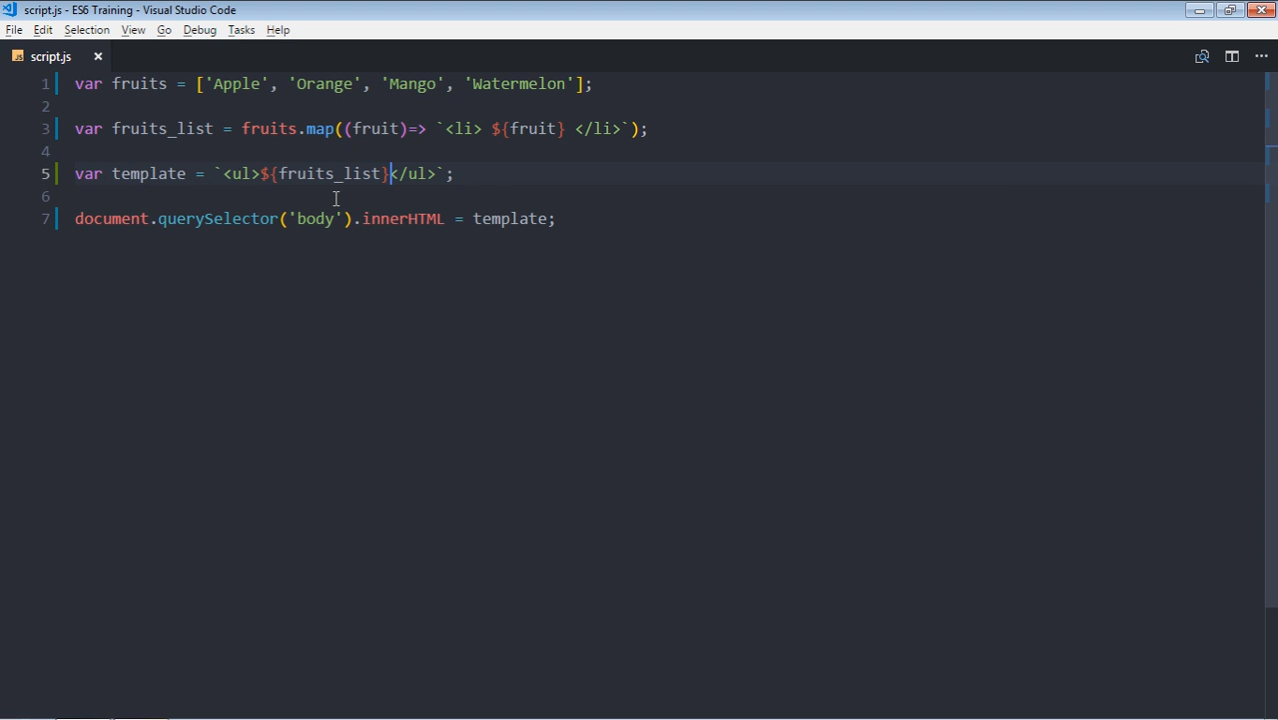 script.js - ES6 Training - Visual Studio Code
File Edit Selection View Go Debug Tasks Help
script.js
1 var fruits = ['Apple', 'Orange', 'Mango', 'Watermelon'];
2
3 var fruits_list = fruits.map((fruit)=> `<li> ${fruit} </li>`);
4
5 var template = `<ul>${fruits_list}</ul>`;
6
7 document.querySelector('body').innerHTML = template;